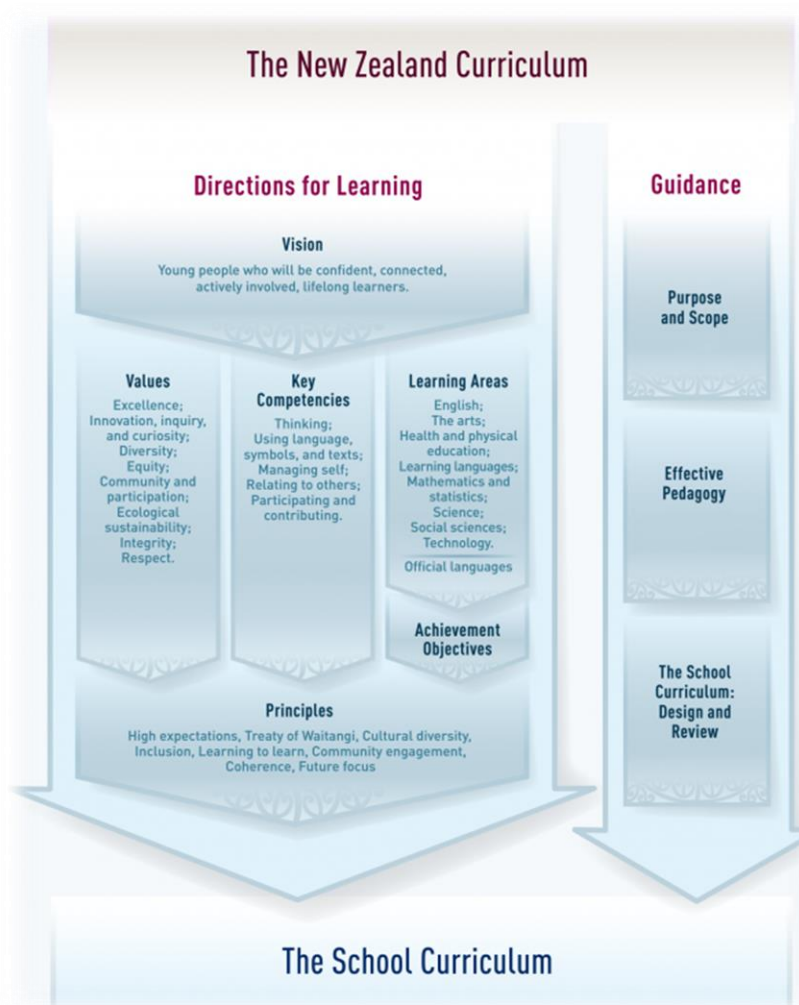 The New Zealand Curriculum
Directions for Learning
Vision
Young people who will be confident, connected,
actively involved, lifelong learners.
Values
Excellence;
Innovation, inquiry,
and curiosity;
Diversity;
Equity;
Community and
participation;
Ecological
sustainability;
Integrity;
Respect.
Key
Competencies
Thinking;
Using language,
symbols, and texts;
Managing self;
Relating to others;
Participating and
contributing.
Learning Areas
English;
The arts;
Health and physical
education;
Learning languages;
Mathematics and
statistics;
Science;
Social sciences;
Technology.
Official languages
Achievement
Objectives
Principles
High expectations, Treaty of Waitangi, Cultural diversity,
Inclusion, Learning to learn, Community engagement,
Coherence, Future focus
Guidance
Purpose
and Scope
Effective
Pedagogy
The School
Curriculum:
Design and
Review
The School Curriculum